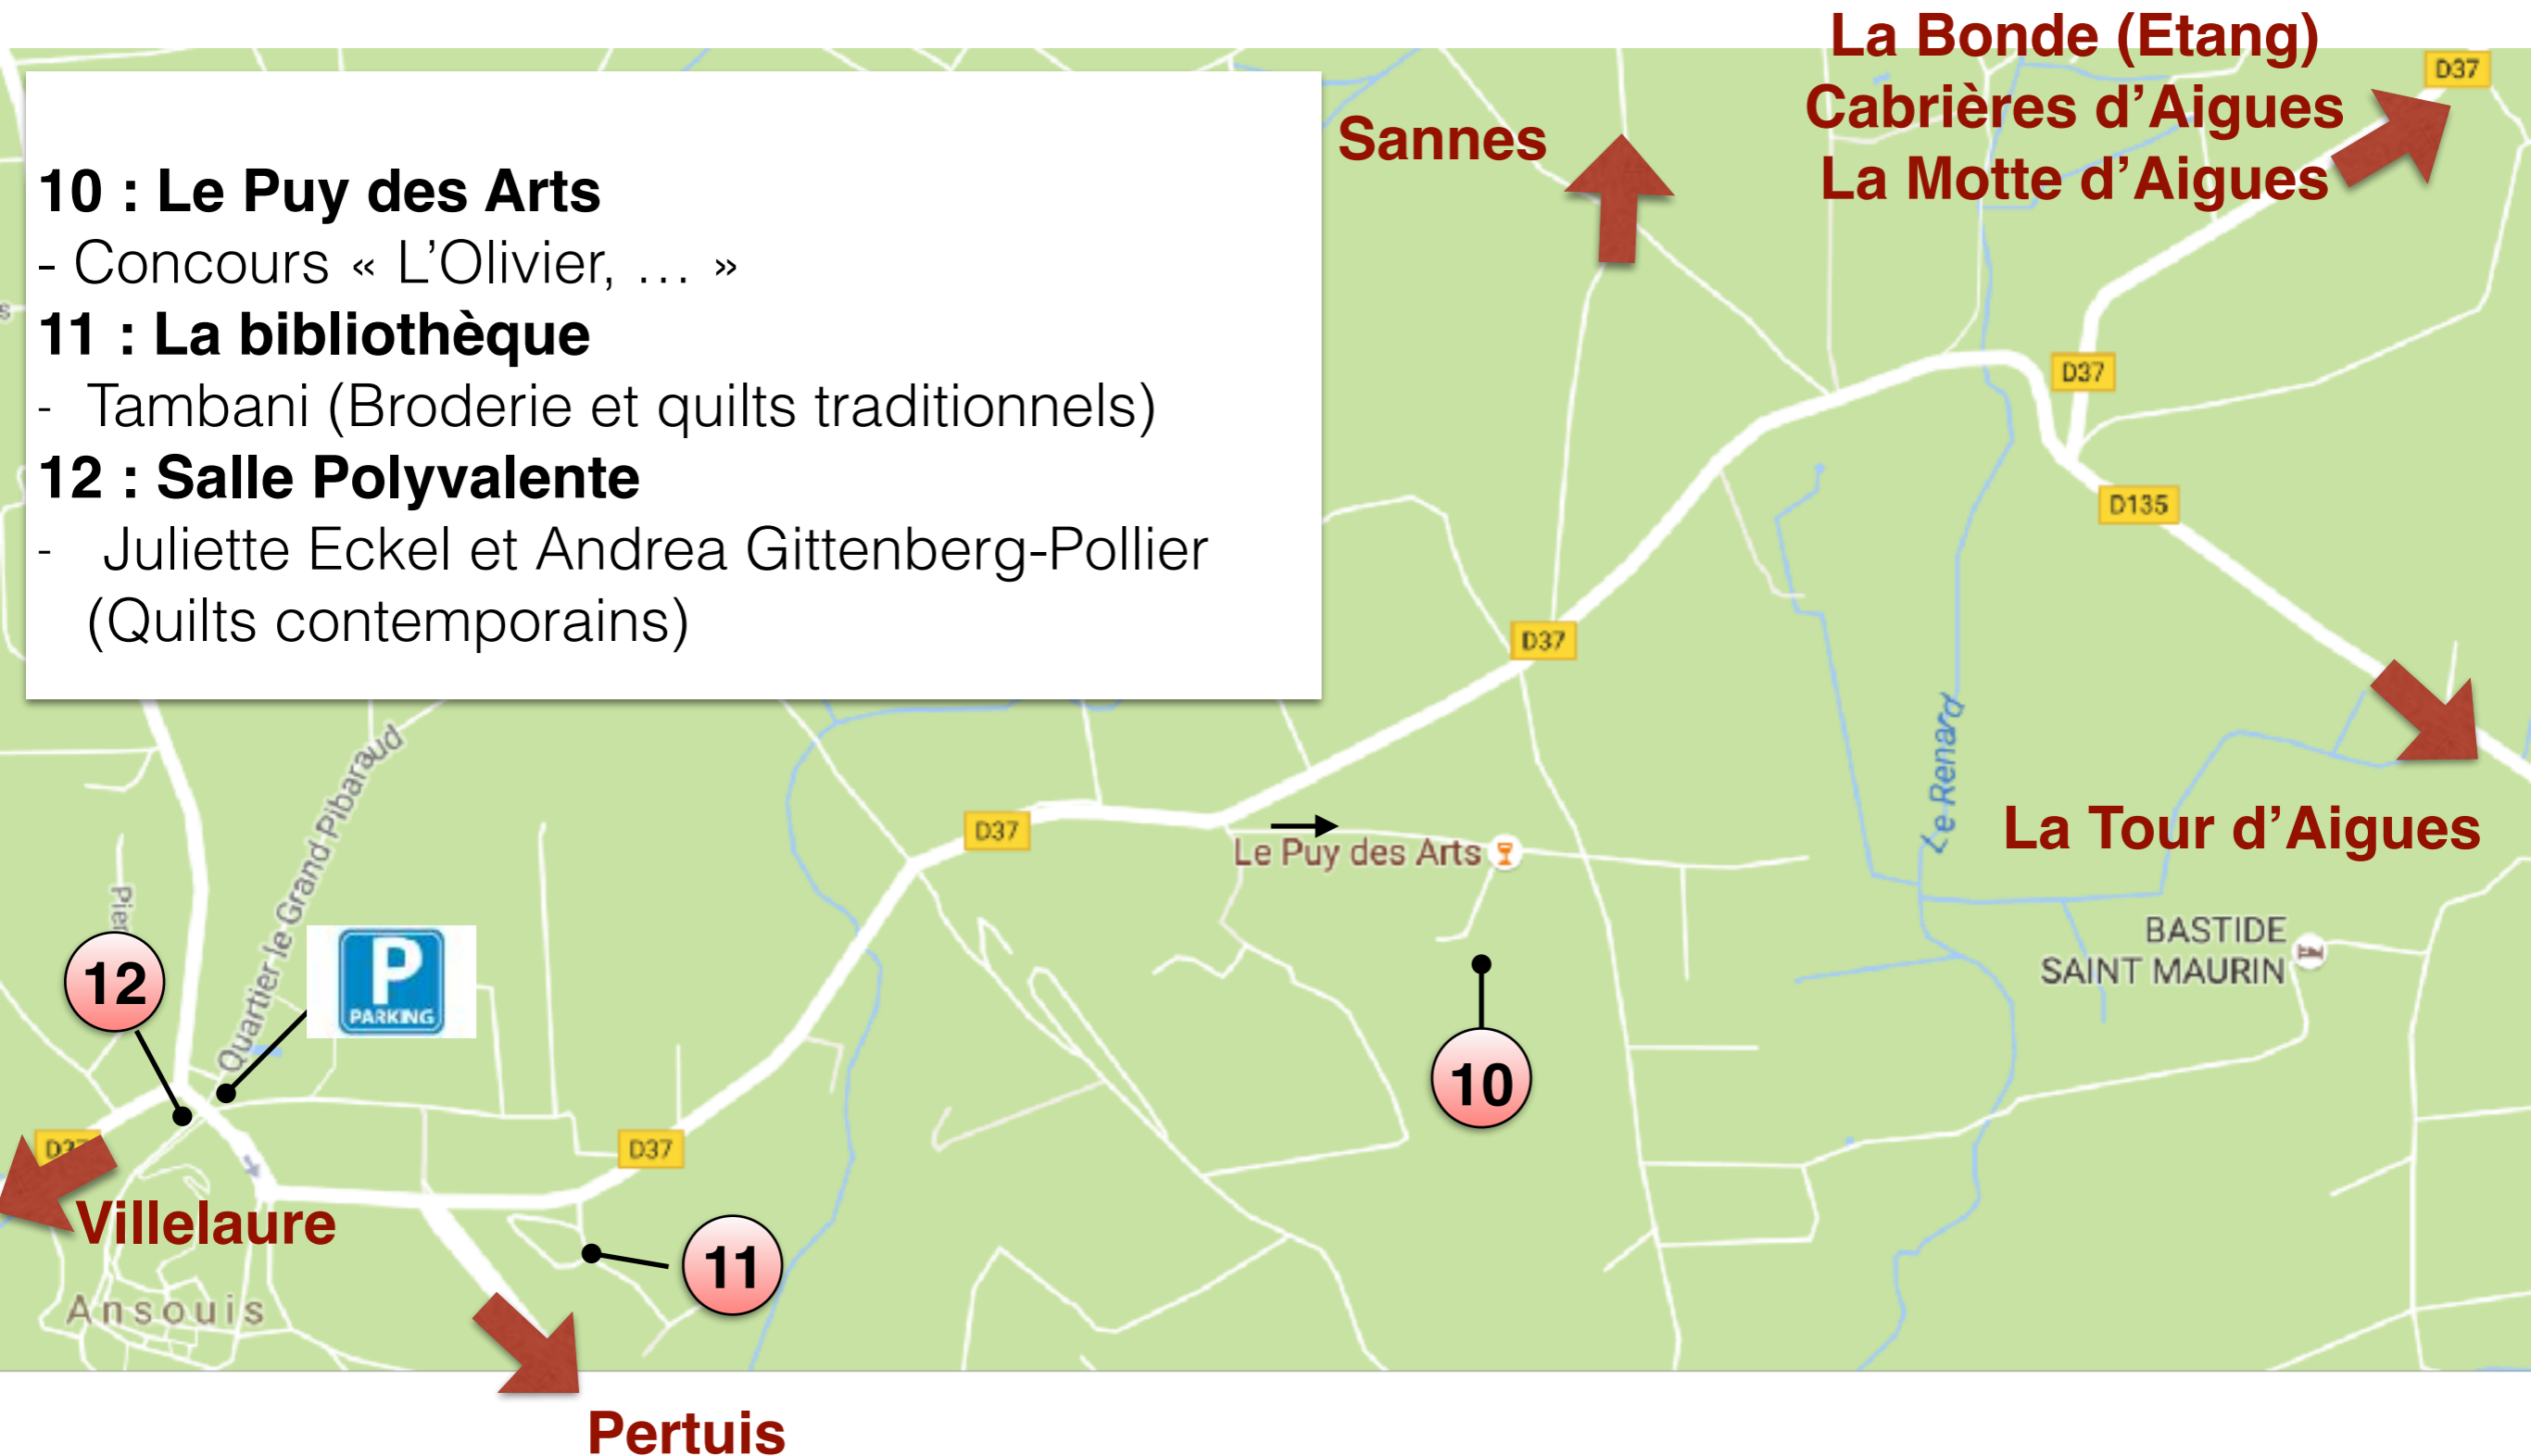 La Bonde (Etang)
Cabrières d’Aigues
La Motte d’Aigues
D37
Sannes
10 : Le Puy des Arts
- Concours « L’Olivier, … »
11 : La bibliothèque
- Tambani (Broderie et quilts traditionnels)
12 : Salle Polyvalente
- Juliette Eckel et Andrea Gittenberg-Pollier
(Quilts contemporains)
D37
D135
D37
Quartier le Grand Pibaraud
Le Renard
D37
Le Puy des Arts
La Tour d’Aigues
BASTIDE
SAINT MAURIN
12
P
PARKING
10
D37
Villelaure
11
Ansouis
Pertuis